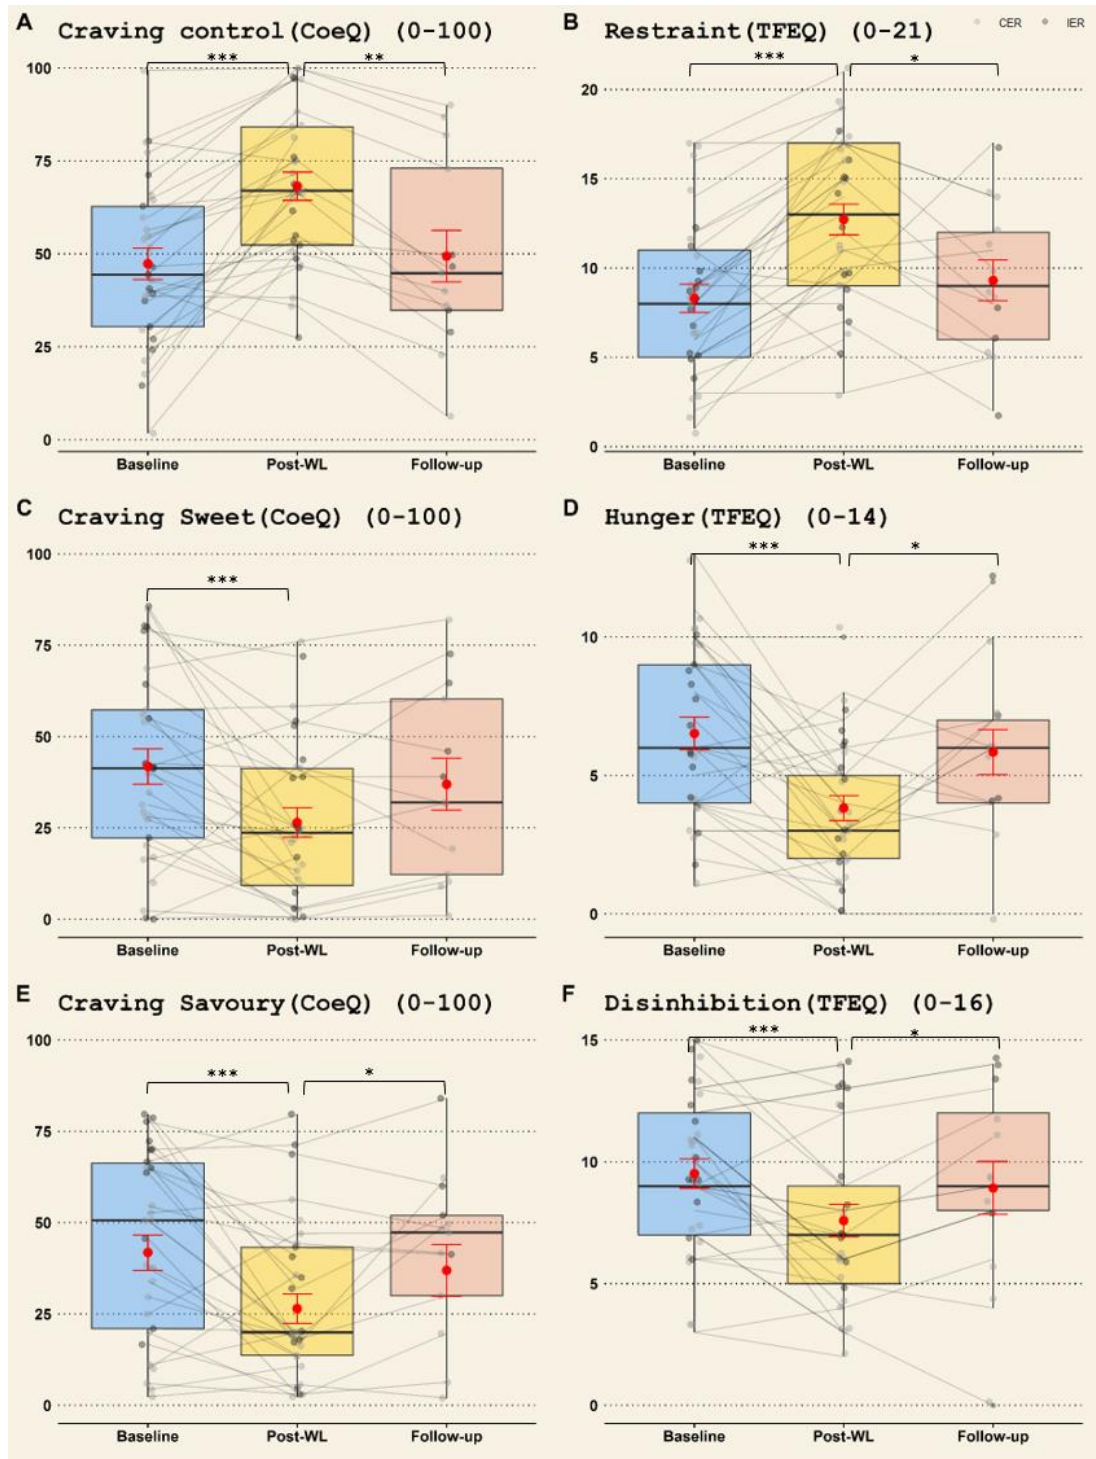 A Craving control(CoeQ) (0-100)
*** **
100
75
50
25
0
Baseline Post-WL Follow-up
B Restraint(TFEQ) (0-21)
CER IER
*** *
20
15
10
5
0
Baseline Post-WL Follow-up
C Craving Sweet(CoeQ) (0-100)
100
***
75
50
25
0
Baseline Post-WL Follow-up
D Hunger(TFEQ) (0-14)
*** *
10
5
0
Baseline Post-WL Follow-up
E Craving Savoury(CoeQ) (0-100)
100
*** *
75
50
25
0
Baseline Post-WL Follow-up
F Disinhibition(TFEQ) (0-16)
*** *
15
10
5
0
Baseline Post-WL Follow-up